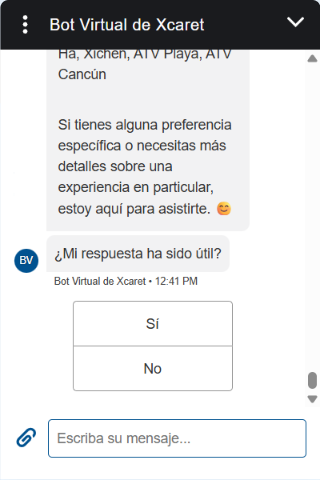 Bot Virtual de Xcaret
Ha, Xichen, ATV Playa, ATV
Cancún
Si tienes alguna preferencia
específica o necesitas más
detalles sobre una
experiencia en particular,
estoy aquí para asistirte. 😊
¿Mi respuesta ha sido útil?
BV
Bot Virtual de Xcaret • 12:41 PM
Sí
No
Escriba su mensaje...